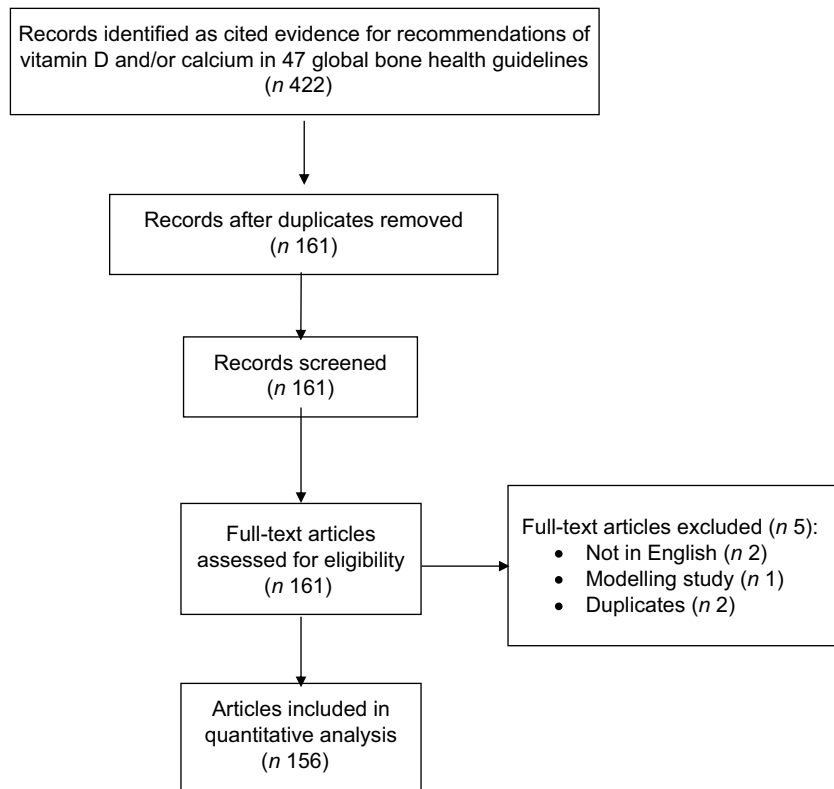 Records identified as cited evidence for recommendations of
vitamin D and/or calcium in 47 global bone health guidelines
(n 422)
Records after duplicates removed
(n 161)
Records screened
(n 161)
Full-text articles
assessed for eligibility
(n 161)
Full-text articles excluded (n 5):
• Not in English (n 2)
• Modelling study (n 1)
• Duplicates (n 2)
Articles included in
quantitative analysis
(n 156)